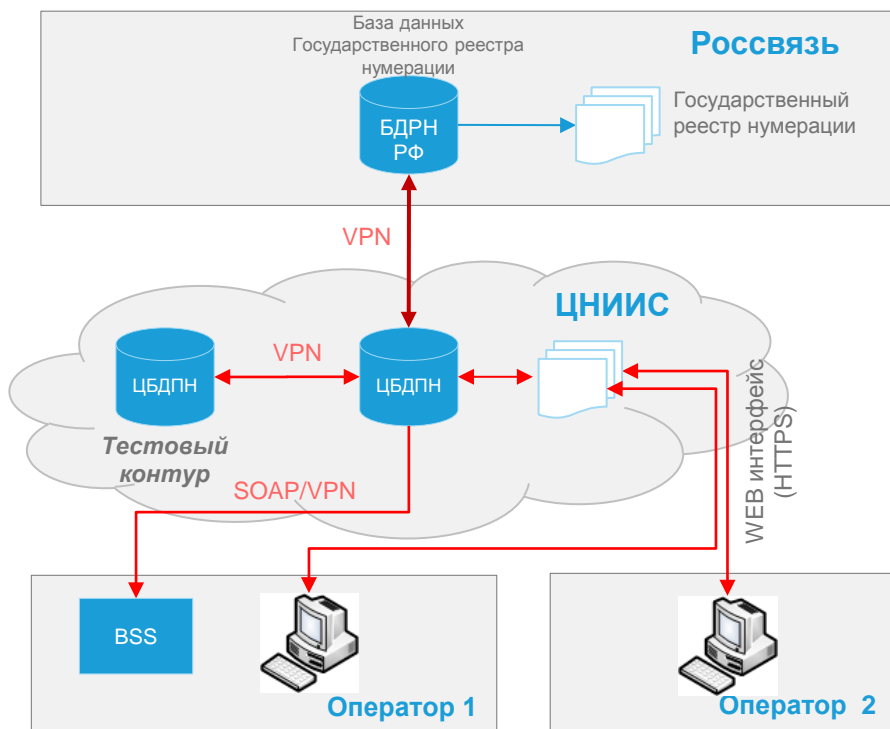 База данных
Государственного реестра
нумерации
Россвязь
БДРН
РФ
Государственный
реестр нумерации
VPN
ЦНИИС
VPN
ЦБДПН
ЦБДПН
Тестовый
контур
SOAP/VPN
WEB интерфейс
(HTTPS)
BSS
Оператор 1
Оператор 2